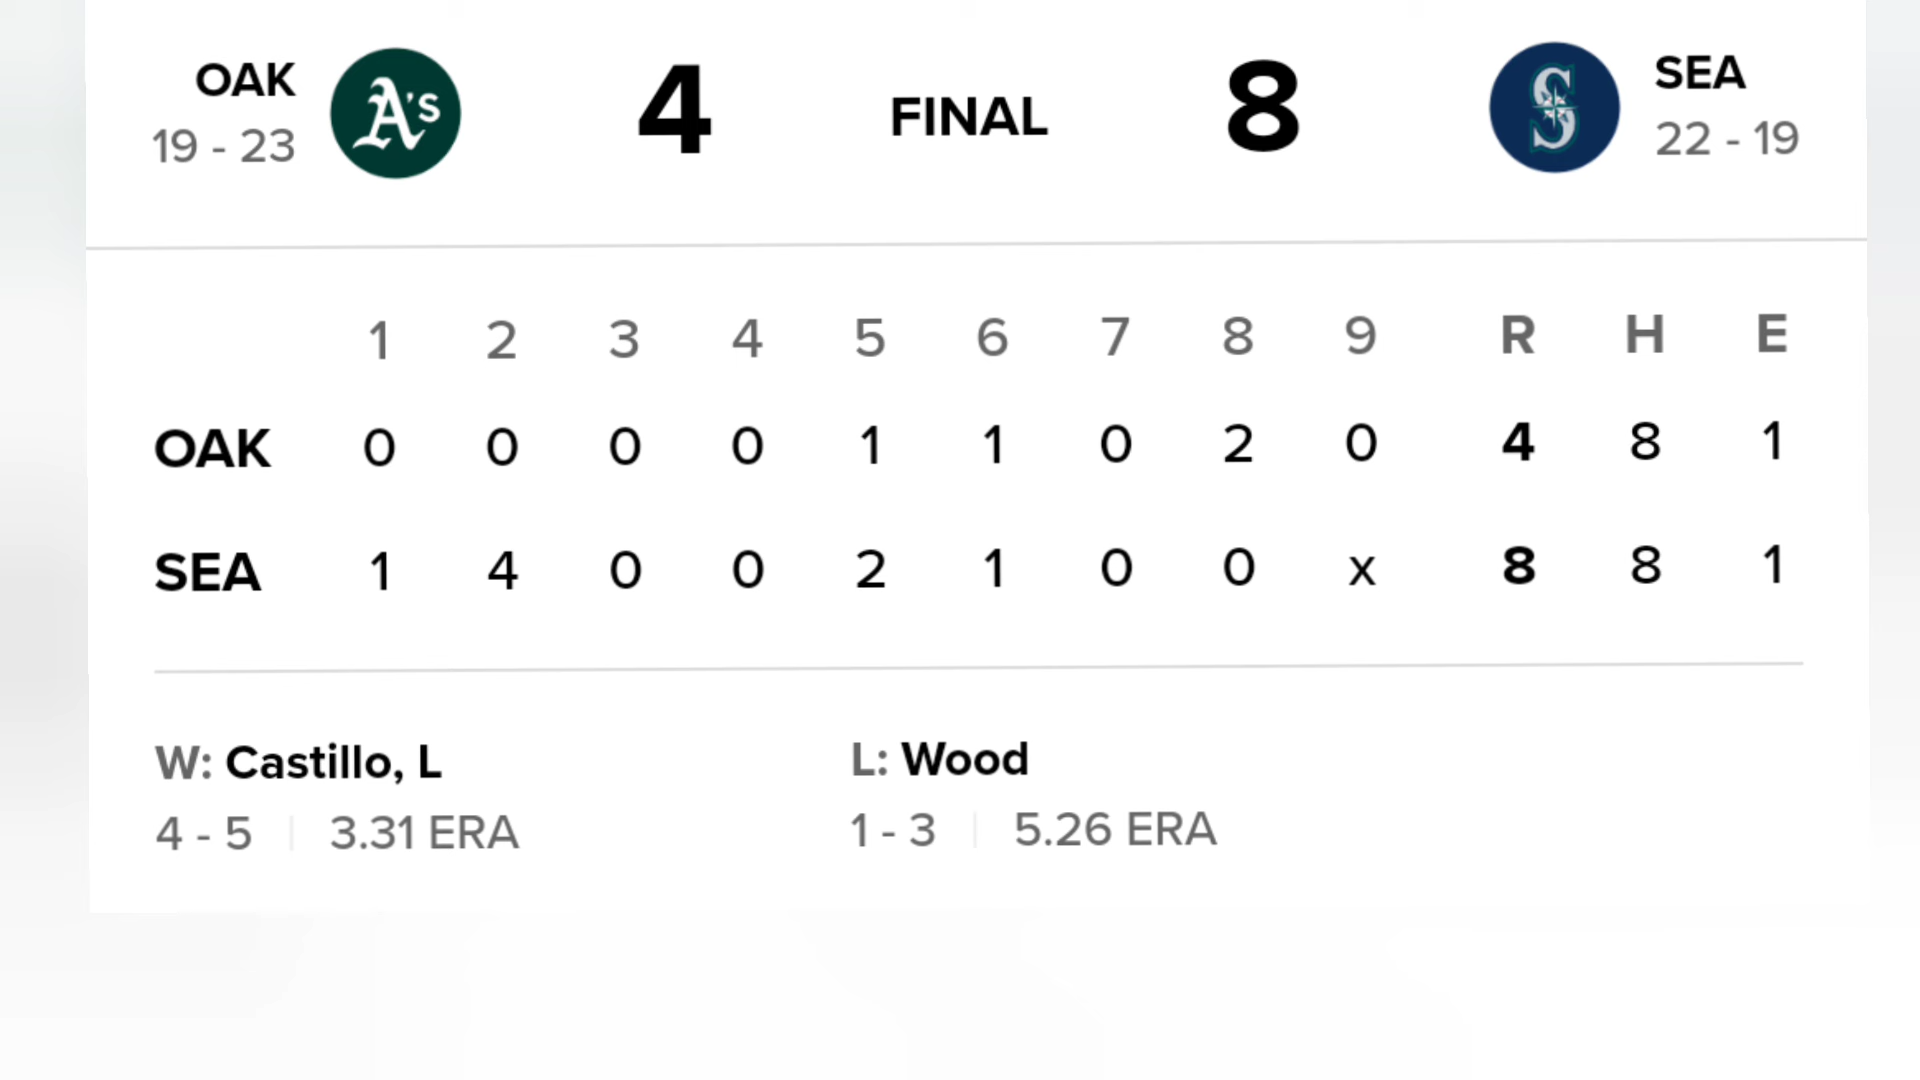 OAK A's 4 FINAL 8 S SEA
19 - 23 22 - 19
1 2 3 4 5 6 7 8 9 R H E
OAK 0 0 0 0 1 1 0 2 0 4 8 1
SEA 1 4 0 0 2 1 0 0 x 8 8 1
W: Castillo, L L: Wood
4 - 5 | 3.31 ERA 1 - 3 | 5.26 ERA